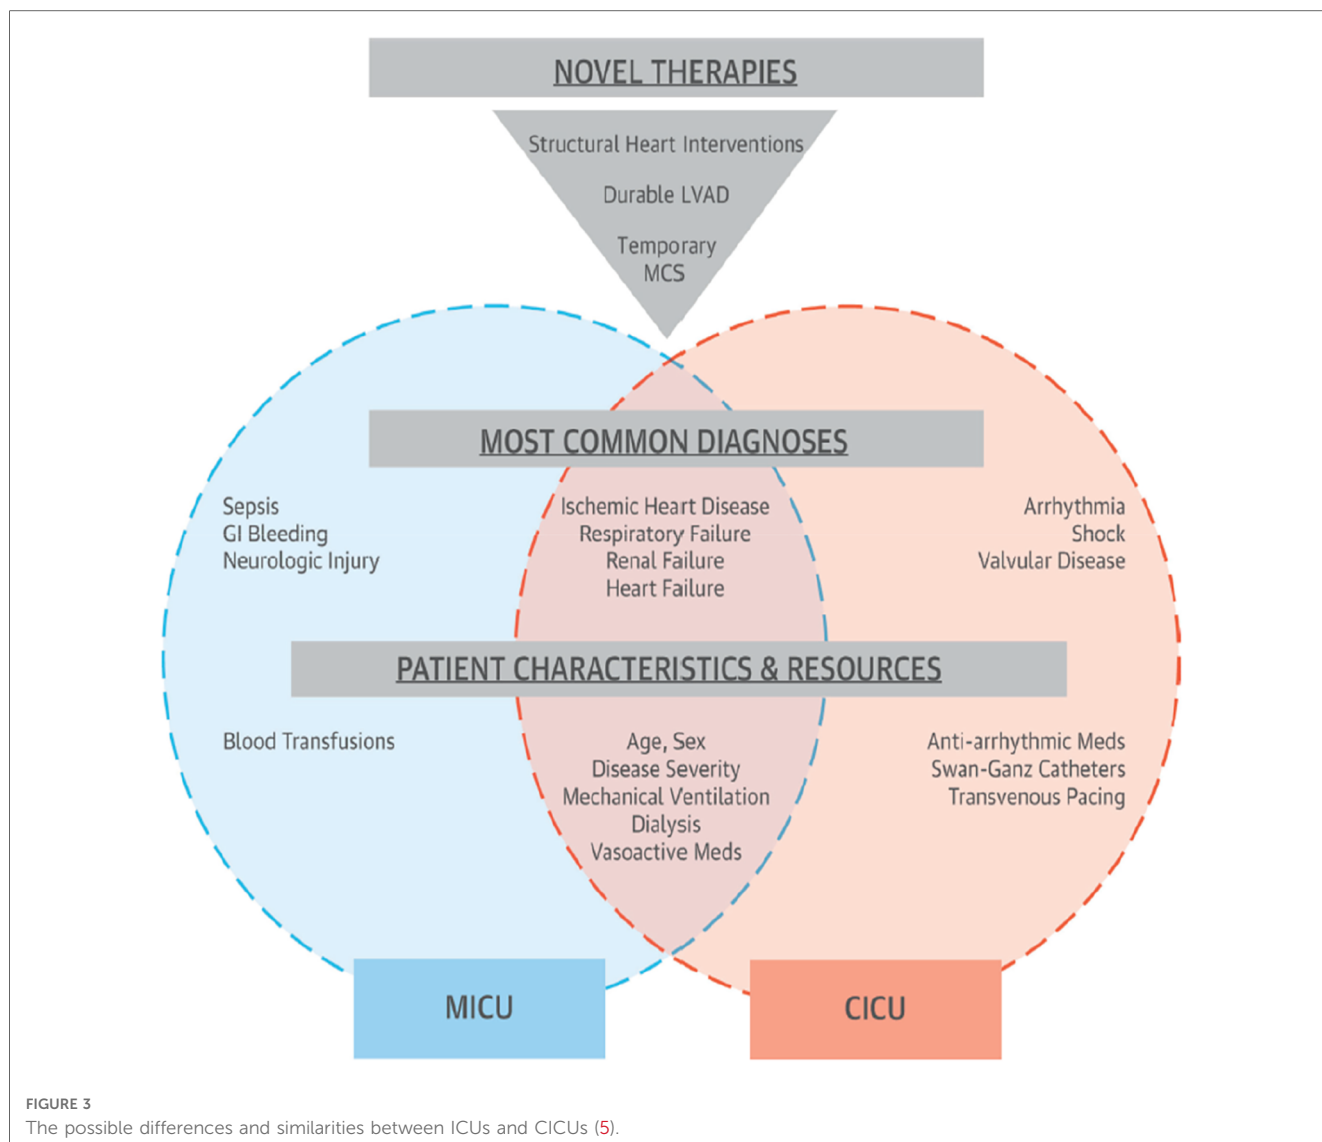 NOVEL THERAPIES
Structural Heart Interventions
Durable LVAD
Temporary
MCS
MOST COMMON DIAGNOSES
Sepsis
GI Bleeding
Neurologic Injury
Ischemic Heart Disease
Respiratory Failure
Renal Failure
Heart Failure
Arrhythmia
Shock
Valvular Disease
PATIENT CHARACTERISTICS & RESOURCES
Blood Transfusions
Age, Sex
Disease Severity
Mechanical Ventilation
Dialysis
Vasoactive Meds
Anti-arrhythmic Meds
Swan-Ganz Catheters
Transvenous Pacing
MICU
CICU
FIGURE 3
The possible differences and similarities between ICUs and CICUs (5).